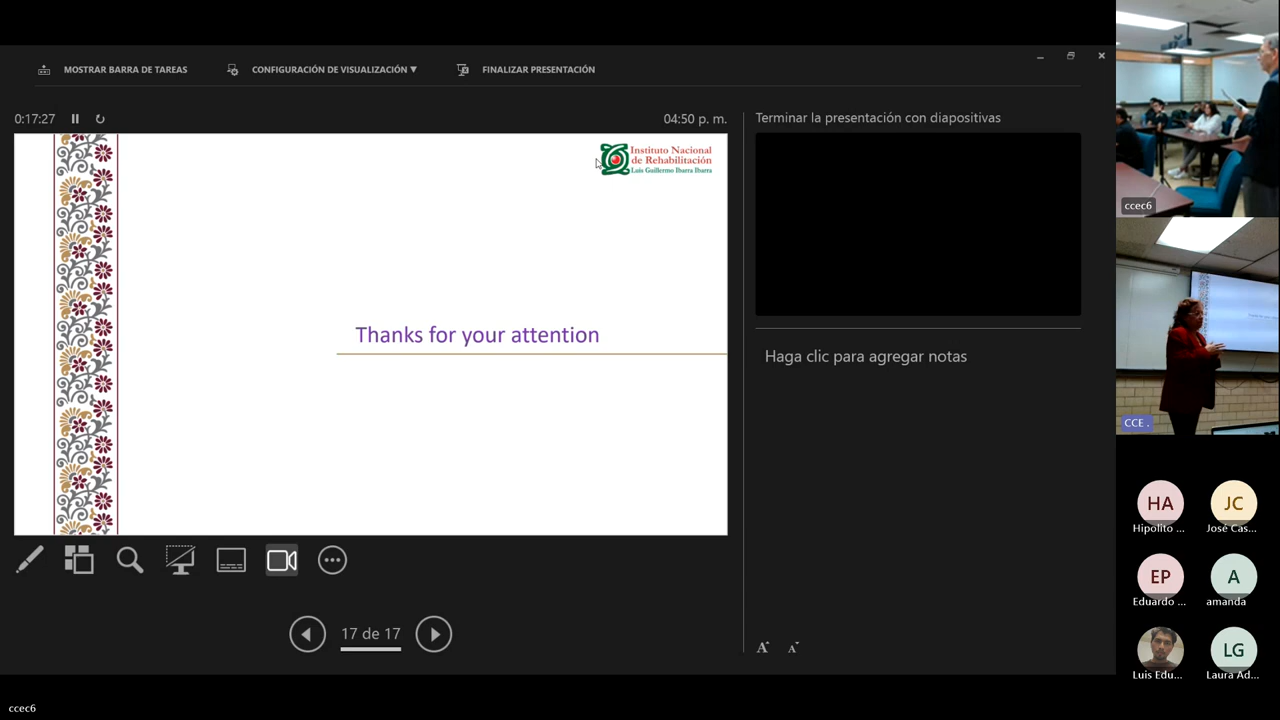 MOSTRAR BARRA DE TAREAS
CONFIGURACIÓN DE VISUALIZACIÓN ▼
FINALIZAR PRESENTACIÓN
0:17:27
04:50 p. m.
Terminar la presentación con diapositivas
Instituto Nacional
de Rehabilitación
Luis Guillermo Ibarra Ibarra
Thanks for your attention
Haga clic para agregar notas
17 de 17
A
A
ccec6
CCE .
HA
Hipolito ...
JC
José Cas...
EP
Eduardo ...
A
amanda
Luis Edu...
LG
Laura Ad...
ccec6